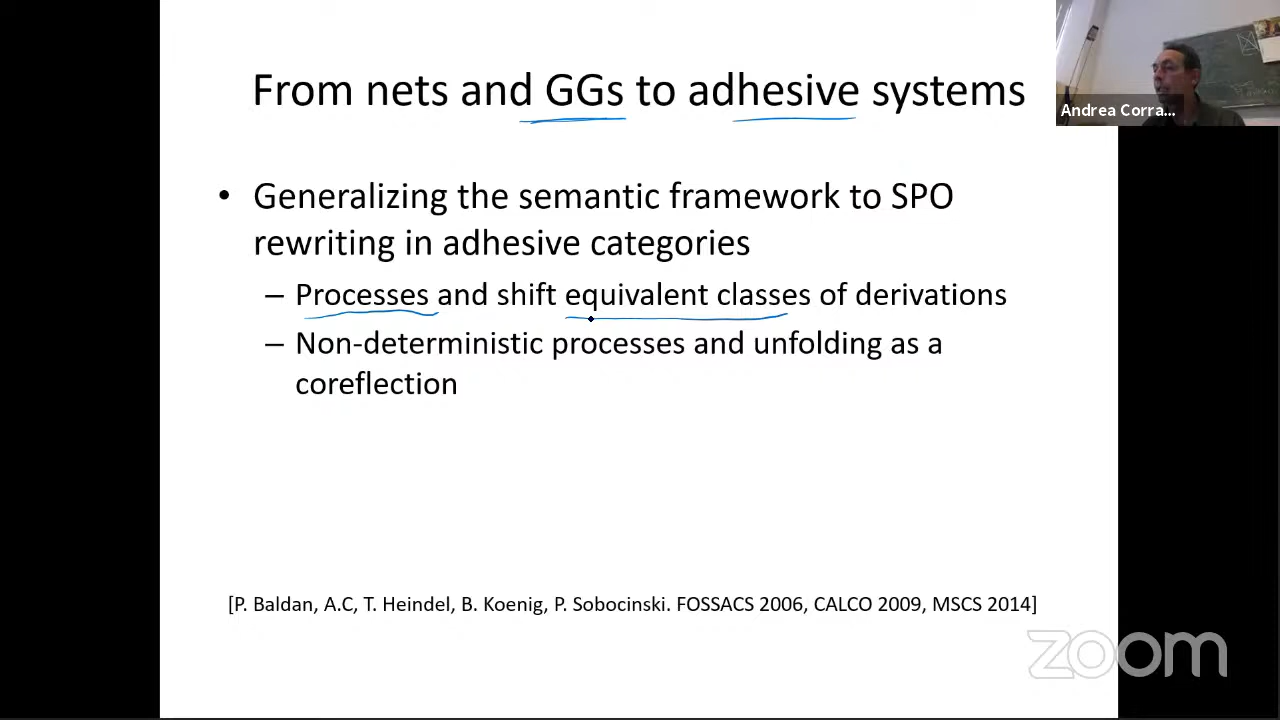 From nets and GGs to adhesive systems
Andrea Corra...
• Generalizing the semantic framework to SPO
rewriting in adhesive categories
– Processes and shift equivalent classes of derivations
– Non-deterministic processes and unfolding as a
coreflection
[P. Baldan, A.C, T. Heindel, B. Koenig, P. Sobocinski. FOSSACS 2006, CALCO 2009, MSCS 2014]
zoom